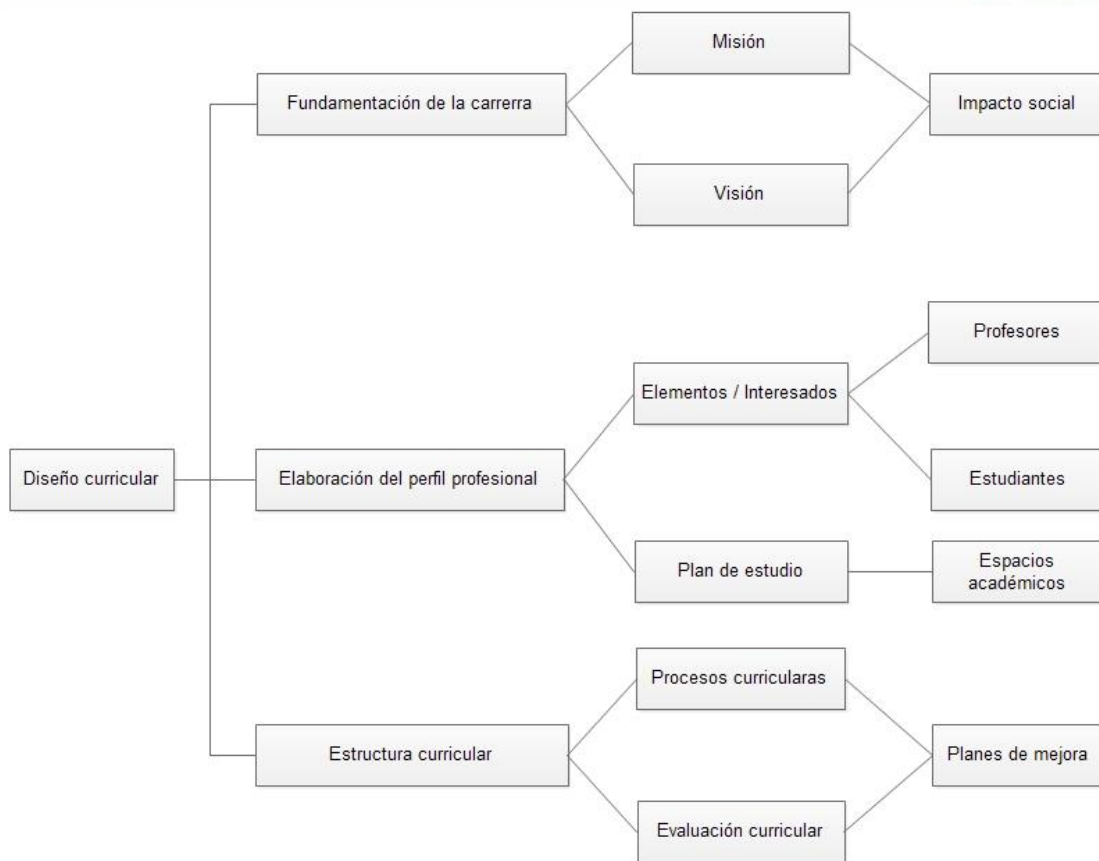 Misión
Fundamentación de la carrerra
Impacto social
Visión
Profesores
Elementos / Interesados
Diseño curricular
Elaboración del perfil profesional
Estudiantes
Plan de estudio
Espacios
académicos
Procesos curricularas
Estructura curricular
Planes de mejora
Evaluación curricular